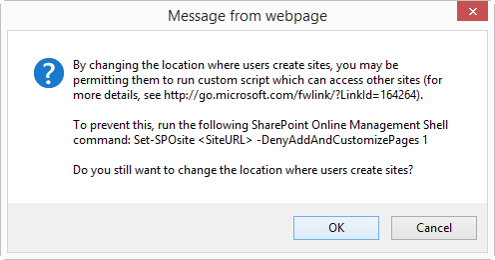 Message from webpage
By changing the location where users create sites, you may be
permitting them to run custom script which can access other sites (for
more details, see http://go.microsoft.com/fwlink/?LinkId=164264).
To prevent this, run the following SharePoint Online Management Shell
command: Set-SPOsite <SiteURL> -DenyAddAndCustomizePages 1
Do you still want to change the location where users create sites?
OK Cancel